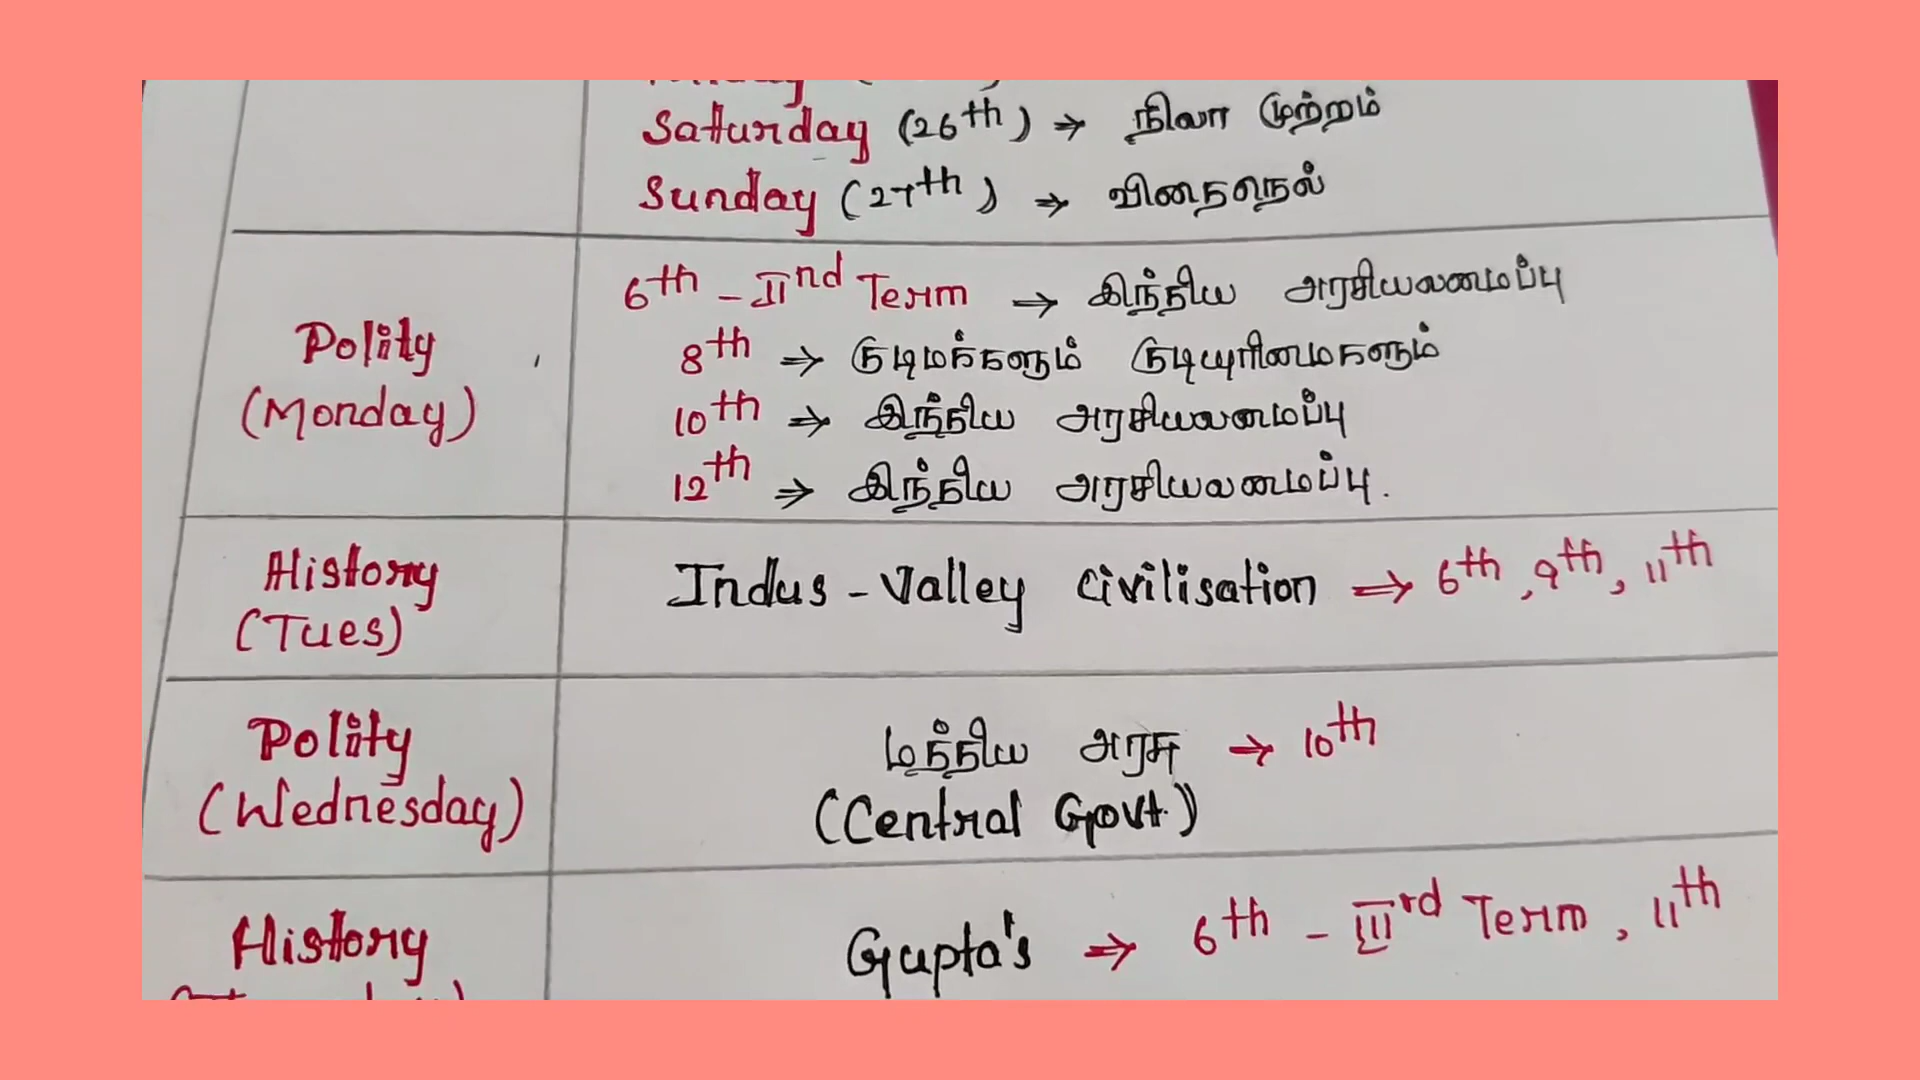 Saturday (26th) → நிலா முற்றம்
Sunday (27th) → விதைநெல்
Polity
(Monday)
6th - IInd Term → இந்திய அரசியலமைப்பு
8th → குடிமக்களும் குடியுரிமைகளும்
10th → இந்திய அரசியலமைப்பு
12th → இந்திய அரசியலமைப்பு.
History
(Tues)
Indus - Valley Civilisation ⇒ 6th, 9th, 11th
Polity
(Wednesday)
மத்திய அரசு → 10th
(Central Govt.)
History
Gupta's ⇒ 6th - IIIrd Term, 11th